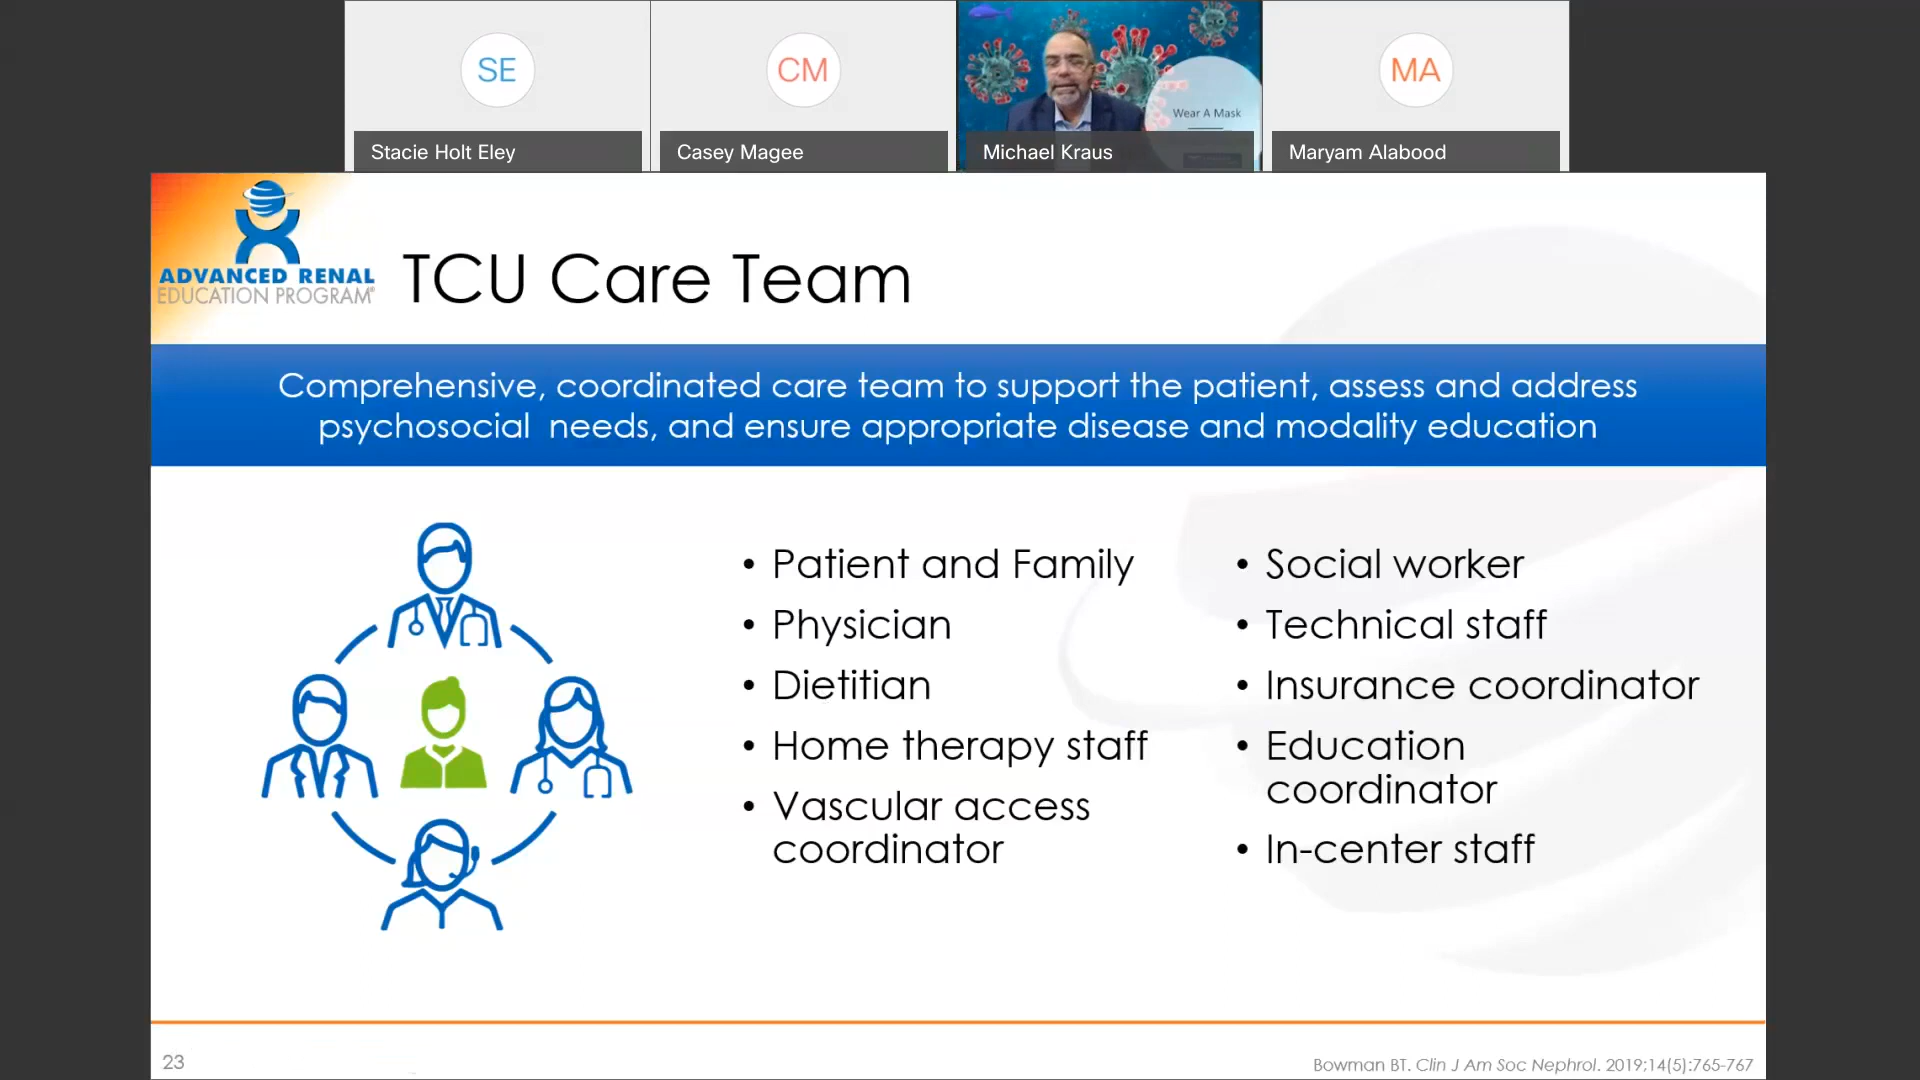 SE
CM
MA
Wear A Mask
Stacie Holt Eley
Casey Magee
Michael Kraus
Maryam Alabood
ADVANCED RENAL
EDUCATION PROGRAM®
TCU Care Team
Comprehensive, coordinated care team to support the patient, assess and address
psychosocial needs, and ensure appropriate disease and modality education
• Patient and Family
• Physician
• Dietitian
• Home therapy staff
• Vascular access
coordinator
• Social worker
• Technical staff
• Insurance coordinator
• Education
coordinator
• In-center staff
23
Bowman BT. Clin J Am Soc Nephrol. 2019;14(5):765-767